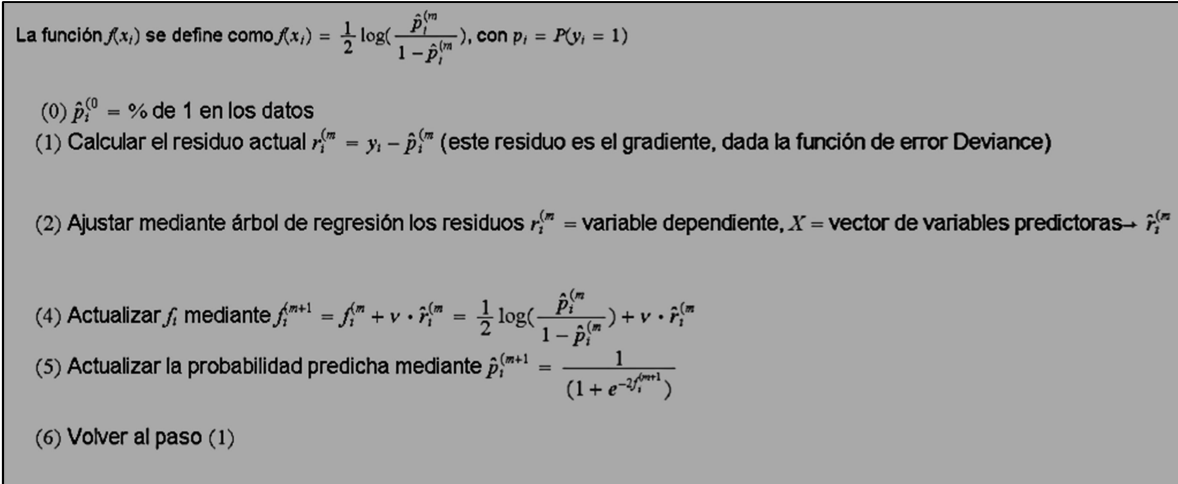 La función f(x_i) se define como f(x_i) = 1/2 log(p̂_i^(m / 1 − p̂_i^(m), con p_i = P(y_i = 1)
(0) p̂_i^(0 = % de 1 en los datos
(1) Calcular el residuo actual r_i^(m = y_i − p̂_i^(m (este residuo es el gradiente, dada la función de error Deviance)
(2) Ajustar mediante árbol de regresión los residuos r_i^(m = variable dependiente, X = vector de variables predictoras→ r̂_i^(m
(4) Actualizar f_i mediante f_i^(m+1 = f_i^(m + ν · r̂_i^(m = 1/2 log(p̂_i^(m / 1 − p̂_i^(m) + ν · r̂_i^(m
(5) Actualizar la probabilidad predicha mediante p̂_i^(m+1 = 1 / (1 + e^−2f_i^(m+1)
(6) Volver al paso (1)